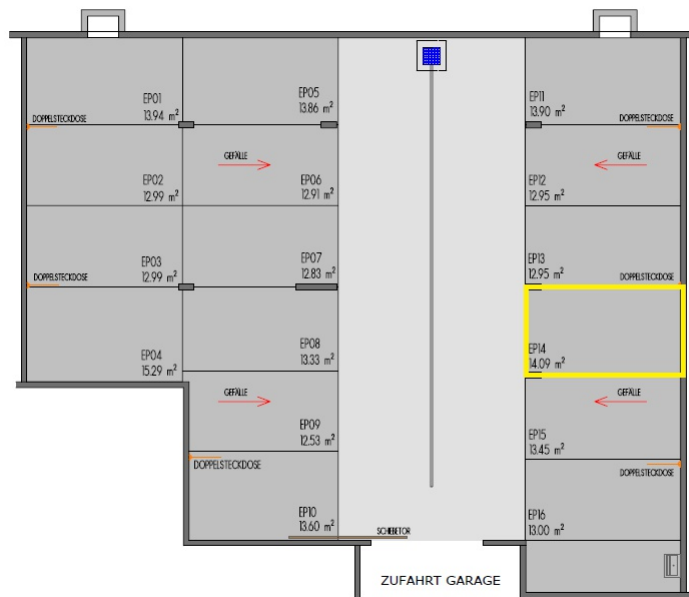 EP01
13.94 m²
DOPPELSTECKDOSE
EP05
13.86 m²
EP11
13.90 m²
DOPPELSTECKDOSE
EP02
12.99 m²
GEFÄLLE
EP06
12.91 m²
EP12
12.95 m²
GEFÄLLE
EP03
12.99 m²
DOPPELSTECKDOSE
EP07
12.83 m²
EP13
12.95 m²
DOPPELSTECKDOSE
EP04
15.29 m²
EP08
13.33 m²
EP14
14.09 m²
GEFÄLLE
EP09
12.53 m²
GEFÄLLE
EP15
13.45 m²
DOPPELSTECKDOSE
DOPPELSTECKDOSE
EP10
13.60 m²
SCHIEBETOR
EP16
13.00 m²
ZUFAHRT GARAGE